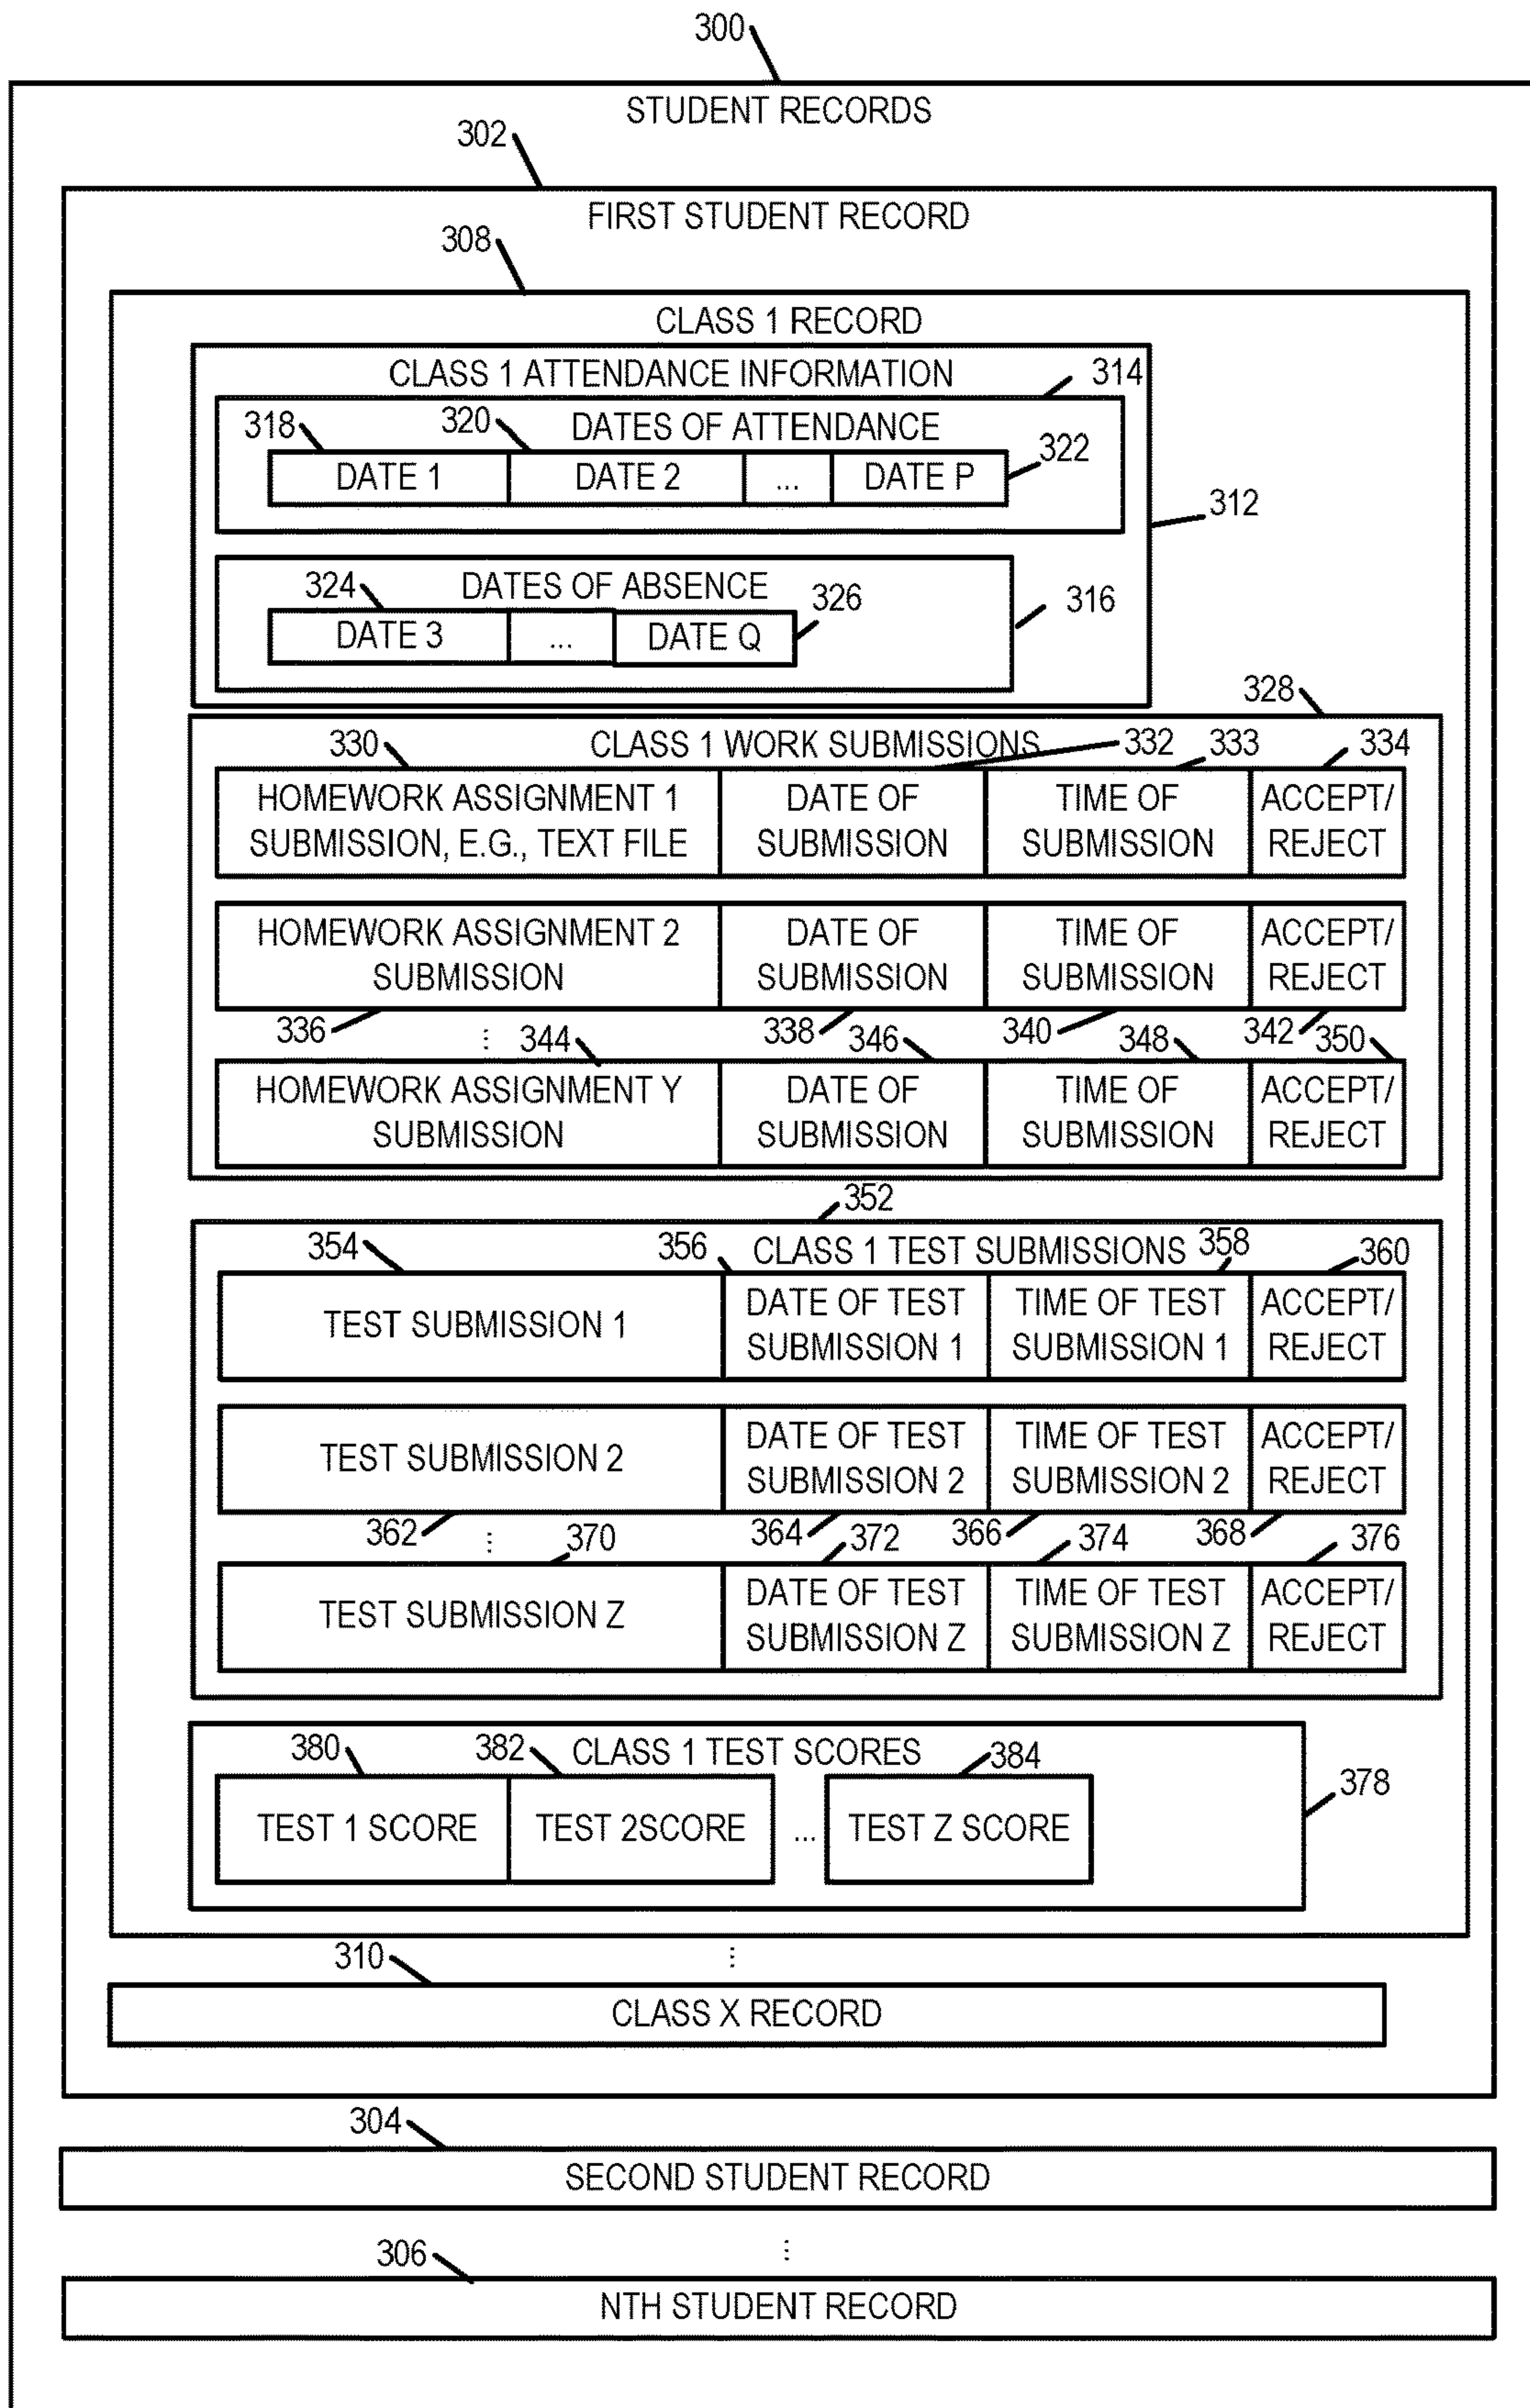 300
STUDENT RECORDS
302
FIRST STUDENT RECORD
308
CLASS 1 RECORD
CLASS 1 ATTENDANCE INFORMATION 314
318 320 DATES OF ATTENDANCE
DATE 1 DATE 2 ... DATE P 322
312
324 DATES OF ABSENCE 326 316
DATE 3 ... DATE Q
328
330 CLASS 1 WORK SUBMISSIONS 332 333 334
HOMEWORK ASSIGNMENT 1 DATE OF TIME OF ACCEPT/
SUBMISSION, E.G., TEXT FILE SUBMISSION SUBMISSION REJECT
HOMEWORK ASSIGNMENT 2 DATE OF TIME OF ACCEPT/
SUBMISSION SUBMISSION SUBMISSION REJECT
336 ... 344 338 346 340 348 342 350
HOMEWORK ASSIGNMENT Y DATE OF TIME OF ACCEPT/
SUBMISSION SUBMISSION SUBMISSION REJECT
352
354 356 CLASS 1 TEST SUBMISSIONS 358 360
TEST SUBMISSION 1 DATE OF TEST TIME OF TEST ACCEPT/
SUBMISSION 1 SUBMISSION 1 REJECT
TEST SUBMISSION 2 DATE OF TEST TIME OF TEST ACCEPT/
SUBMISSION 2 SUBMISSION 2 REJECT
362 ... 370 364 372 366 374 368 376
TEST SUBMISSION Z DATE OF TEST TIME OF TEST ACCEPT/
SUBMISSION Z SUBMISSION Z REJECT
380 382 CLASS 1 TEST SCORES 384
378
TEST 1 SCORE TEST 2SCORE ... TEST Z SCORE
310 ...
CLASS X RECORD
304
SECOND STUDENT RECORD
306 ...
NTH STUDENT RECORD